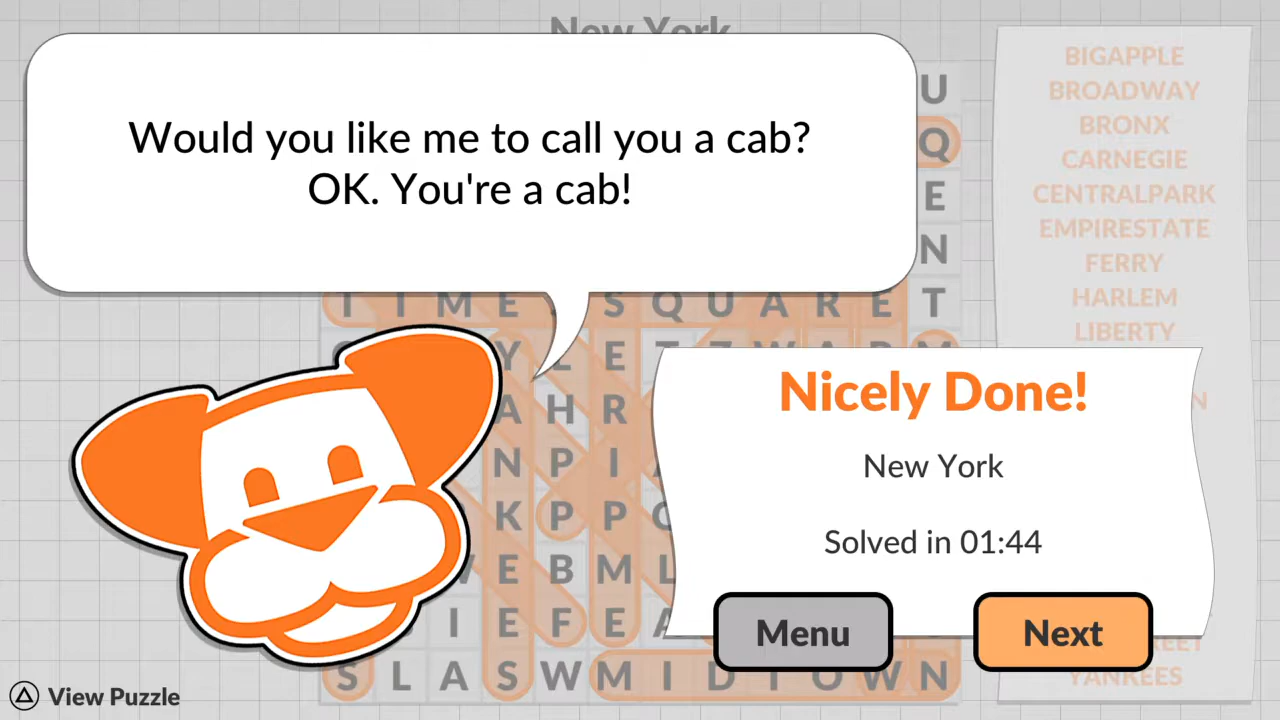 New York
Would you like me to call you a cab?
OK. You're a cab!
U
Q
E
N
T I M E S Q U A R E T
Y L E T Z W A R M
A H R
N P I
K P P
E B M L
I E F E A
S L A S W M I D T O W N
BIGAPPLE
BROADWAY
BRONX
CARNEGIE
CENTRALPARK
EMPIRESTATE
FERRY
HARLEM
LIBERTY
YANKEES
Nicely Done!
New York
Solved in 01:44
Menu
Next
View Puzzle